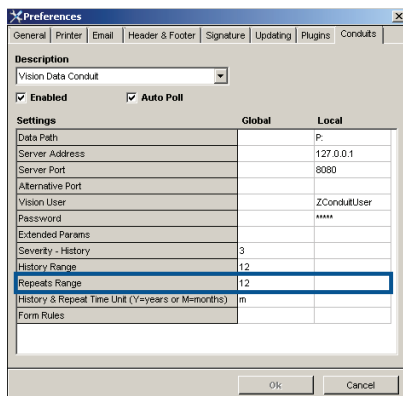 Preferences
General Printer Email Header & Footer Signature Updating Plugins Conduits
Description
Vision Data Conduit
Enabled Auto Poll
Settings Global Local
Data Path P:
Server Address 127.0.0.1
Server Port 8080
Alternative Port
Vision User ZConduitUser
Password *****
Extended Params
Severity - History 3
History Range 12
Repeats Range 12
History & Repeat Time Unit (Y=years or M=months) m
Form Rules
Ok Cancel